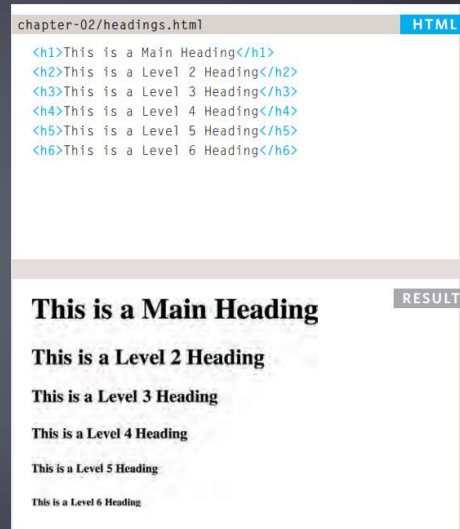 chapter-02/headings.html HTML
<h1>This is a Main Heading</h1>
<h2>This is a Level 2 Heading</h2>
<h3>This is a Level 3 Heading</h3>
<h4>This is a Level 4 Heading</h4>
<h5>This is a Level 5 Heading</h5>
<h6>This is a Level 6 Heading</h6>
RESULT
This is a Main Heading
This is a Level 2 Heading
This is a Level 3 Heading
This is a Level 4 Heading
This is a Level 5 Heading
This is a Level 6 Heading